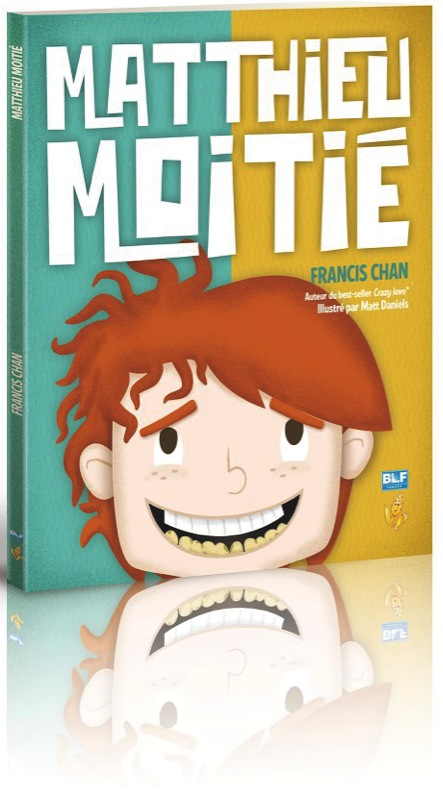 MATTHIEU
MOITIÉ
FRANCIS CHAN
Auteur du best-seller Crazy love*
Illustré par Matt Daniels
BLF
MATTHIEU MOITIÉ
FRANCIS CHAN
BLF